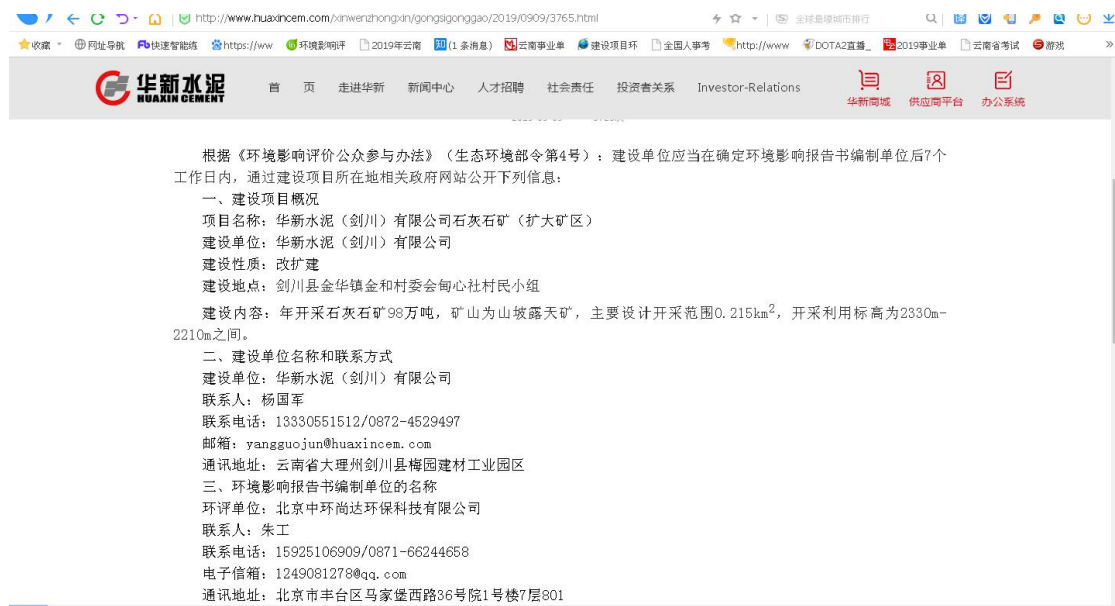 http://www.huaxincem.com/xinwenzhongxin/gongsigonggao/2019/0909/3765.html
全球最堵城市排行
收藏 网址导航 快速智能炼 https://ww 环境影响评 2019年云南 (1 条消息) 云南事业单 建设项目环 全国人事考 http://www DOTA2直播_ 2019事业单 云南省考试 游戏 »
华新水泥
HUAXIN CEMENT
首 页 走进华新 新闻中心 人才招聘 社会责任 投资者关系 Investor-Relations
华新商城 供应商平台 办公系统
根据《环境影响评价公众参与办法》（生态环境部令第4号）：建设单位应当在确定环境影响报告书编制单位后7个
工作日内，通过建设项目所在地相关政府网站公开下列信息：
一、建设项目概况
项目名称：华新水泥（剑川）有限公司石灰石矿（扩大矿区）
建设单位：华新水泥（剑川）有限公司
建设性质：改扩建
建设地点：剑川县金华镇金和村委会甸心社村民小组
建设内容：年开采石灰石矿98万吨，矿山为山坡露天矿，主要设计开采范围0.215km²，开采利用标高为2330m-
2210m之间。
二、建设单位名称和联系方式
建设单位：华新水泥（剑川）有限公司
联系人：杨国军
联系电话：13330551512/0872-4529497
邮箱：yangguojun@huaxincem.com
通讯地址：云南省大理州剑川县梅园建材工业园区
三、环境影响报告书编制单位的名称
环评单位：北京中环尚达环保科技有限公司
联系人：朱工
联系电话：15925106909/0871-66244658
电子信箱：1249081278@qq.com
通讯地址：北京市丰台区马家堡西路36号院1号楼7层801